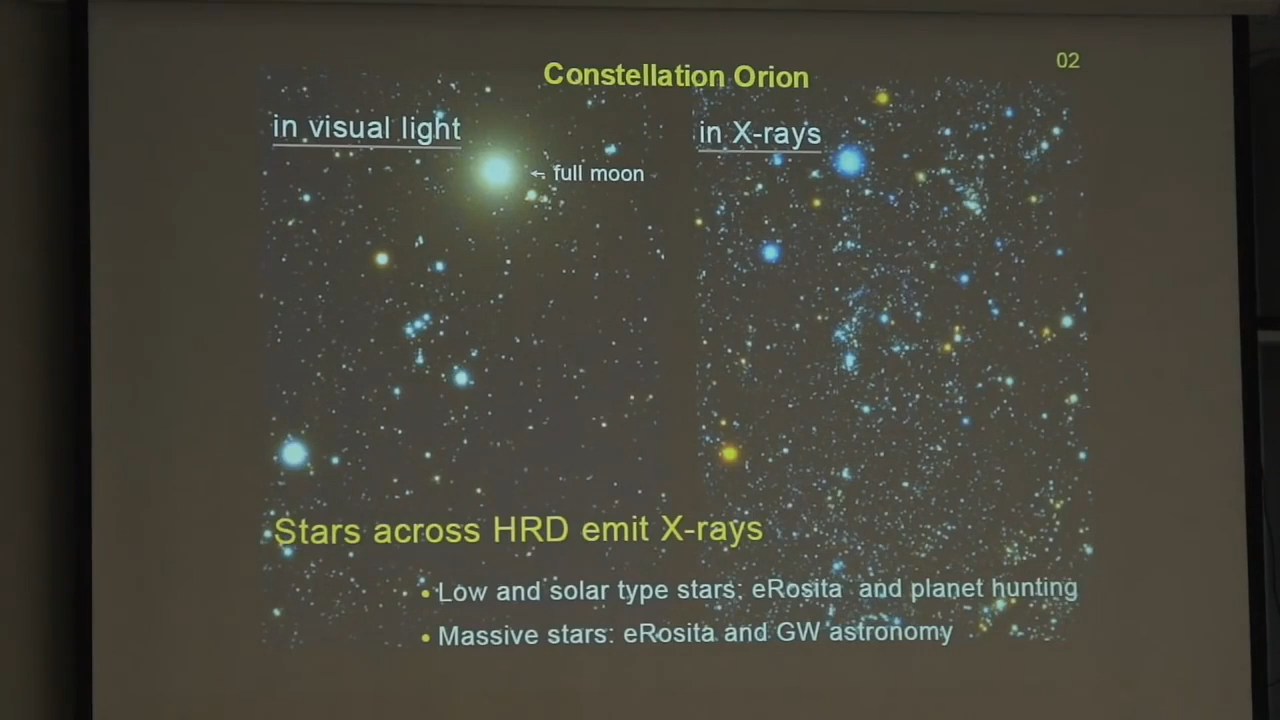 Constellation Orion
02
in visual light
in X-rays
← full moon
Stars across HRD emit X-rays
• Low and solar type stars: eRosita and planet hunting
• Massive stars: eRosita and GW astronomy